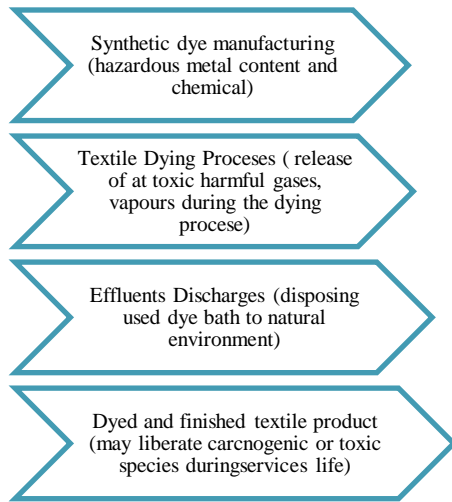 Synthetic dye manufacturing
(hazardous metal content and
chemical)
Textile Dying Proceses ( release
of at toxic harmful gases,
vapours during the dying
procese)
Effluents Discharges (disposing
used dye bath to natural
environment)
Dyed and finished textile product
(may liberate carcnogenic or toxic
species duringservices life)